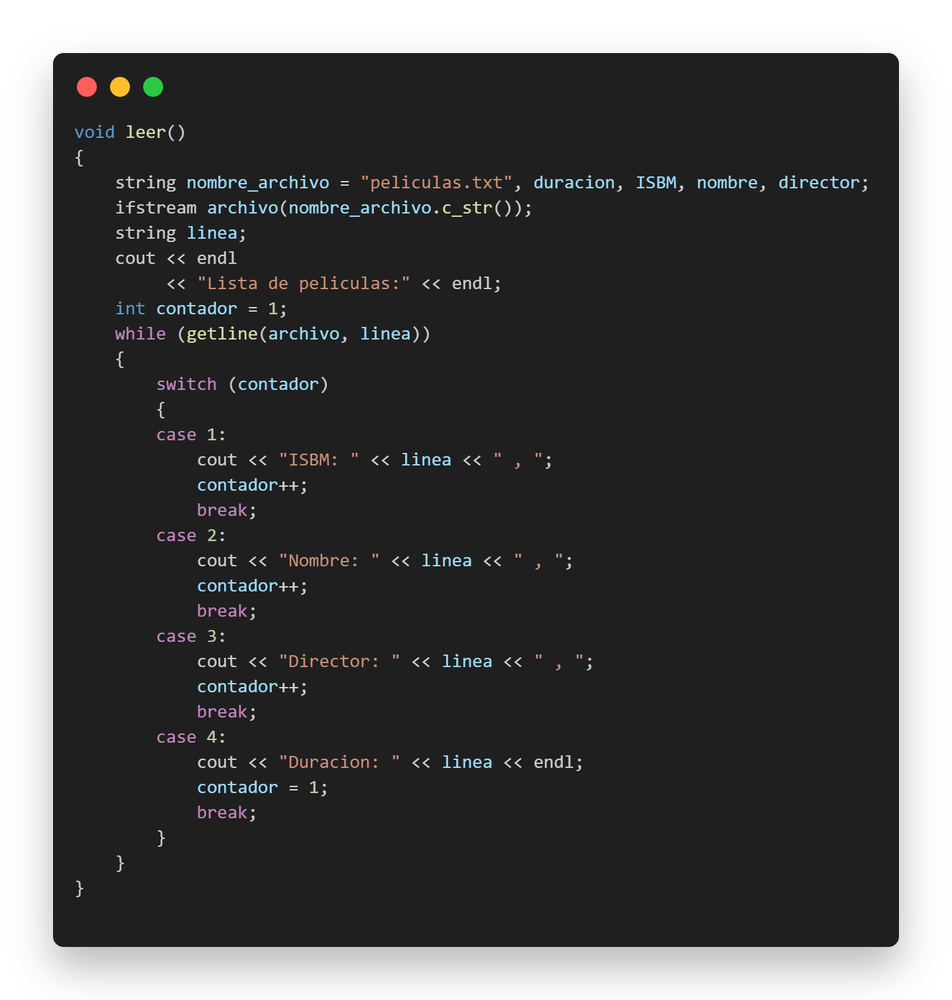 void leer()
{
    string nombre_archivo = "peliculas.txt", duracion, ISBM, nombre, director;
    ifstream archivo(nombre_archivo.c_str());
    string linea;
    cout << endl
         << "Lista de peliculas:" << endl;
    int contador = 1;
    while (getline(archivo, linea))
    {
        switch (contador)
        {
        case 1:
            cout << "ISBM: " << linea << " , ";
            contador++;
            break;
        case 2:
            cout << "Nombre: " << linea << " , ";
            contador++;
            break;
        case 3:
            cout << "Director: " << linea << " , ";
            contador++;
            break;
        case 4:
            cout << "Duracion: " << linea << endl;
            contador = 1;
            break;
        }
    }
}